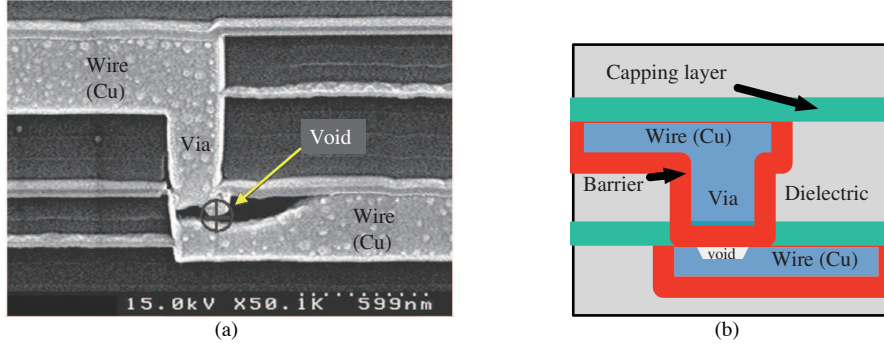 Wire
(Cu)
Via
Void
Wire
(Cu)
15.0kV X50.1K 599nm
(a)
Capping layer
Wire (Cu)
Barrier
Via
Dielectric
void
Wire (Cu)
(b)